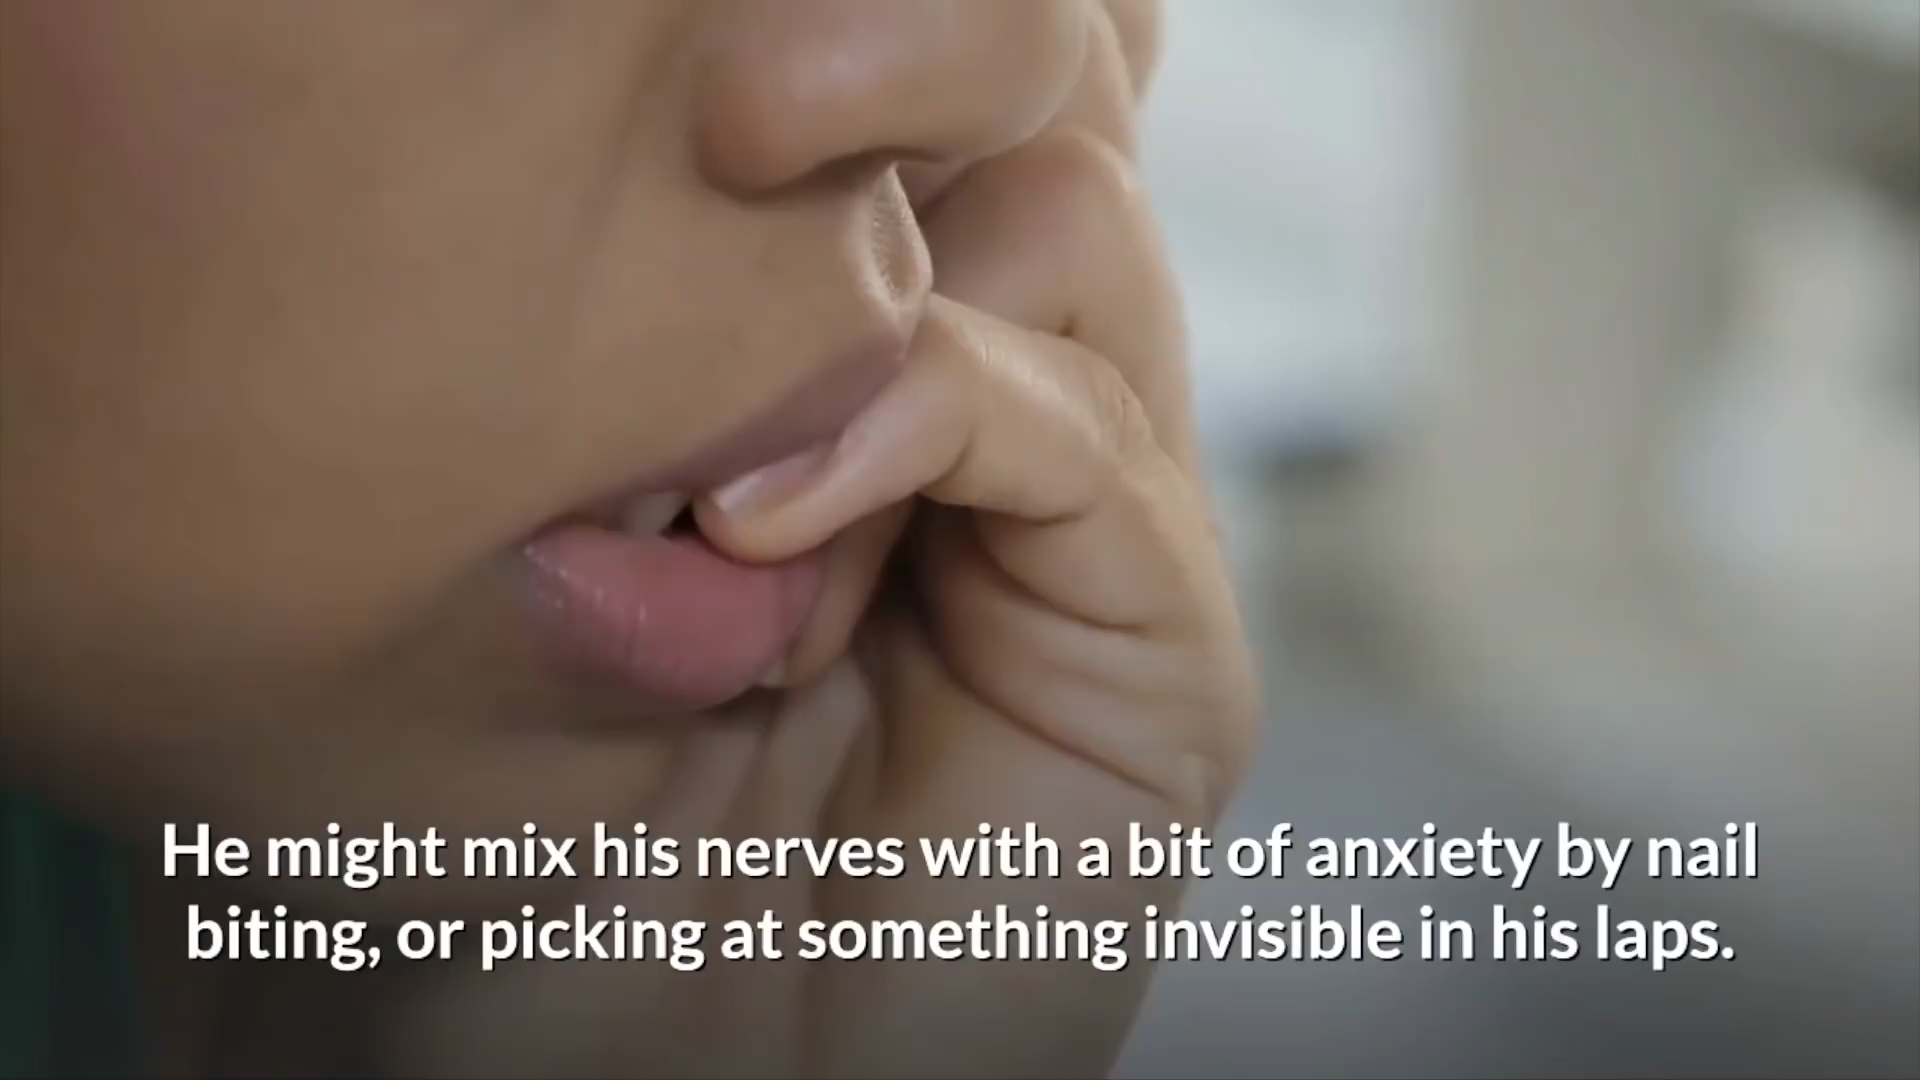 He might mix his nerves with a bit of anxiety by nail
biting, or picking at something invisible in his laps.